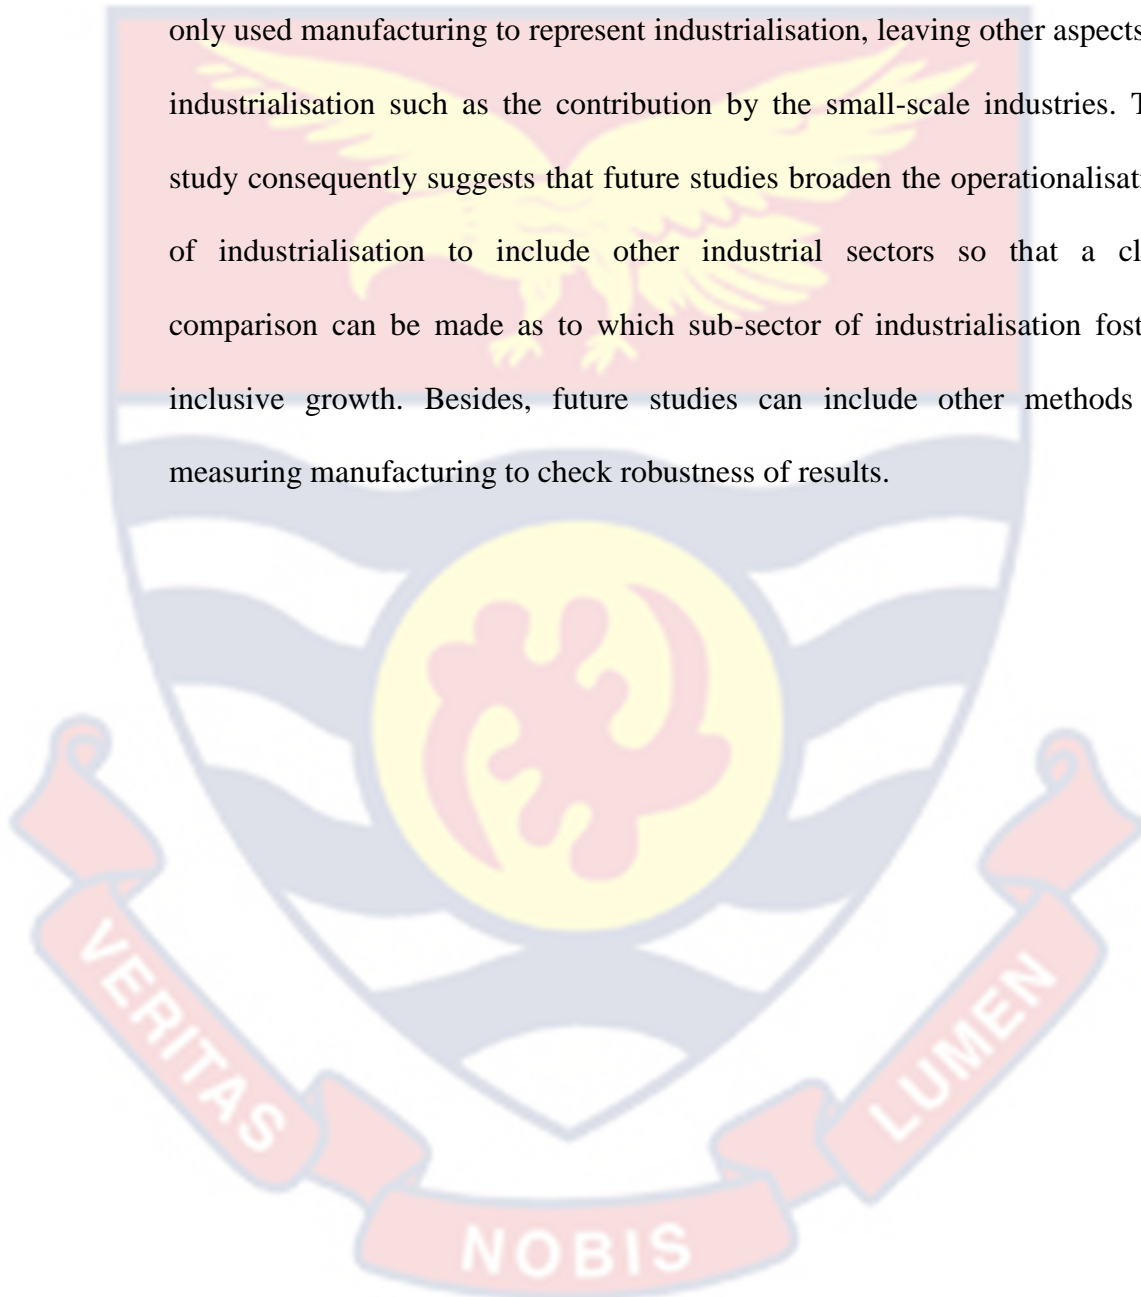 only used manufacturing to represent industrialisation, leaving other aspects
industrialisation such as the contribution by the small-scale industries.
study consequently suggests that future studies broaden the
of industrialisation to include other industrial sectors so that a
comparison can be made as to which sub-sector of industrialisation
inclusive growth. Besides, future studies can include other methods
measuring manufacturing to check robustness of results.
VERITAS
NOBIS
LUMEN